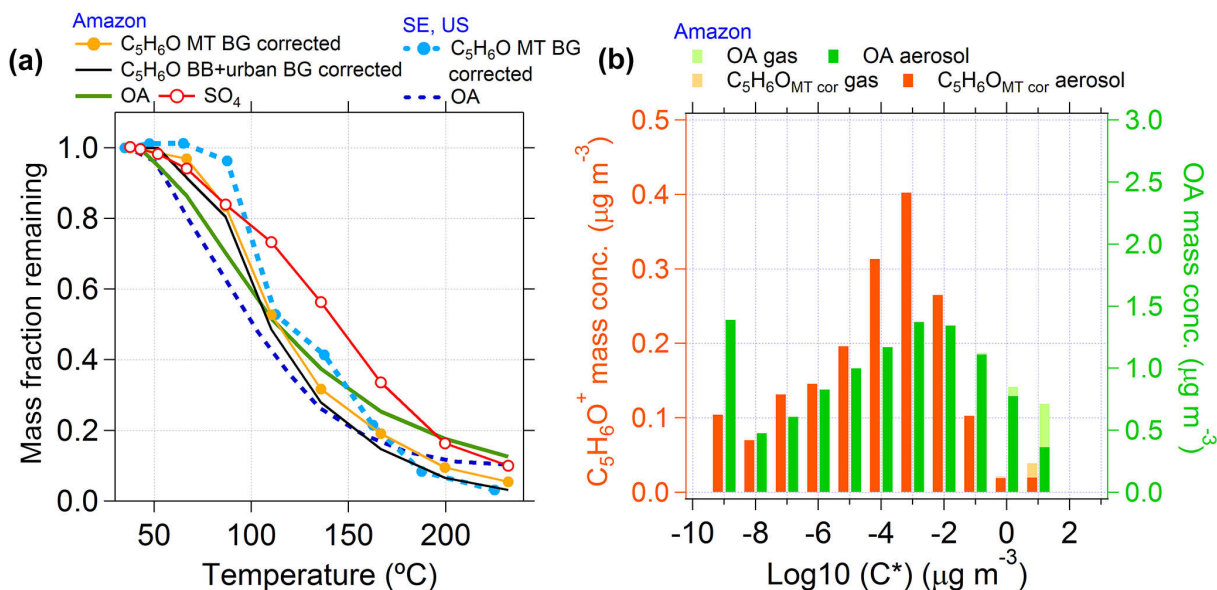 (a)
Amazon
C₅H₆O MT BG corrected
C₅H₆O BB+urban BG corrected
OA SO₄
SE, US
C₅H₆O MT BG
corrected
OA
Mass fraction remaining
1.0
0.8
0.6
0.4
0.2
0.0
50 100 150 200
Temperature (ºC)
(b)
Amazon
OA gas OA aerosol
C₅H₆O_MT cor gas C₅H₆O_MT cor aerosol
C₅H₆O⁺ mass conc. (µg m⁻³)
0.5
0.4
0.3
0.2
0.1
0.0
3.0
2.5
2.0
1.5
1.0
0.5
0.0
OA mass conc. (µg m⁻³)
-10 -8 -6 -4 -2 0 2
Log10 (C*) (µg m⁻³)